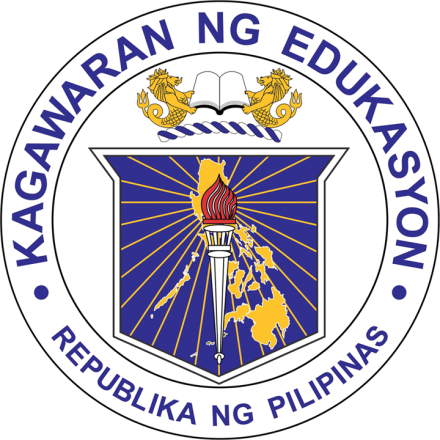 KAGAWARAN NG EDUKASYON
REPUBLIKA NG PILIPINAS